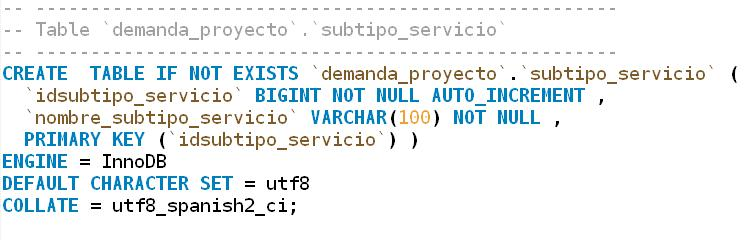 -- -----------------------------------------------------
-- Table `demanda_proyecto`.`subtipo_servicio`
-- -----------------------------------------------------
CREATE  TABLE IF NOT EXISTS `demanda_proyecto`.`subtipo_servicio` (
  `idsubtipo_servicio` BIGINT NOT NULL AUTO_INCREMENT ,
  `nombre_subtipo_servicio` VARCHAR(100) NOT NULL ,
  PRIMARY KEY (`idsubtipo_servicio`) )
ENGINE = InnoDB
DEFAULT CHARACTER SET = utf8
COLLATE = utf8_spanish2_ci;